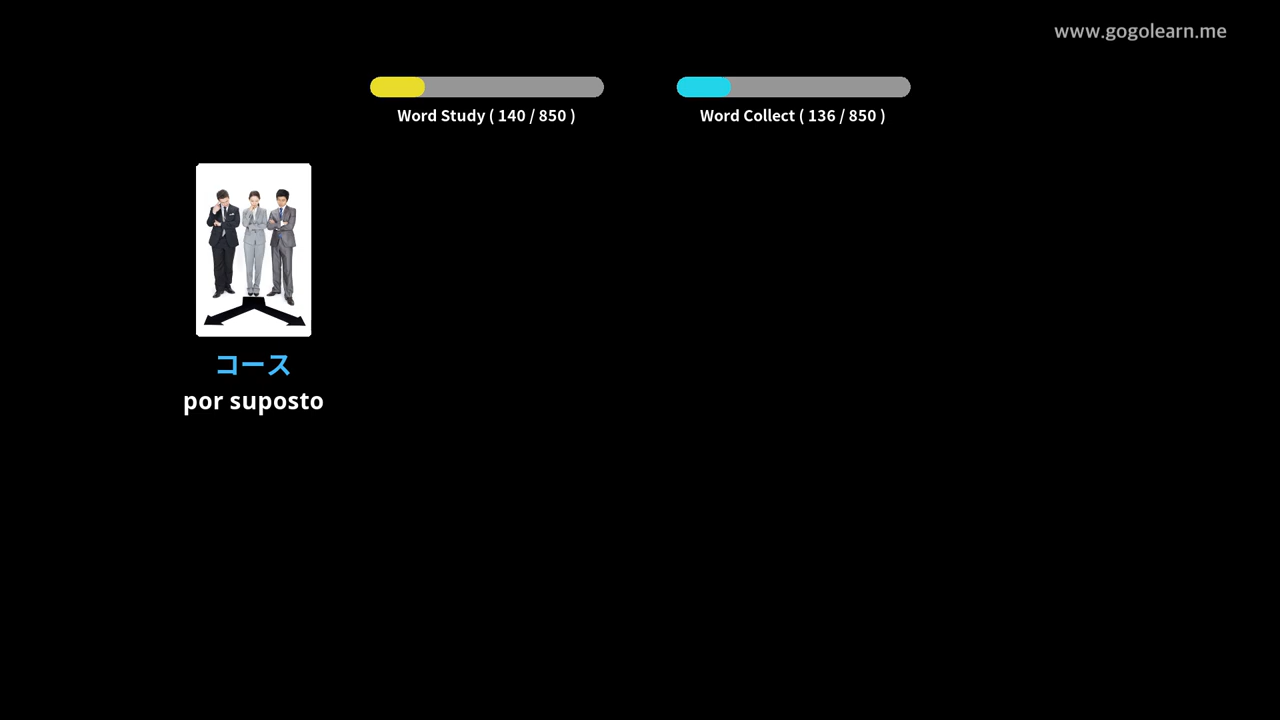 www.gogolearn.me
Word Study ( 140 / 850 )
Word Collect ( 136 / 850 )
コース
por suposto